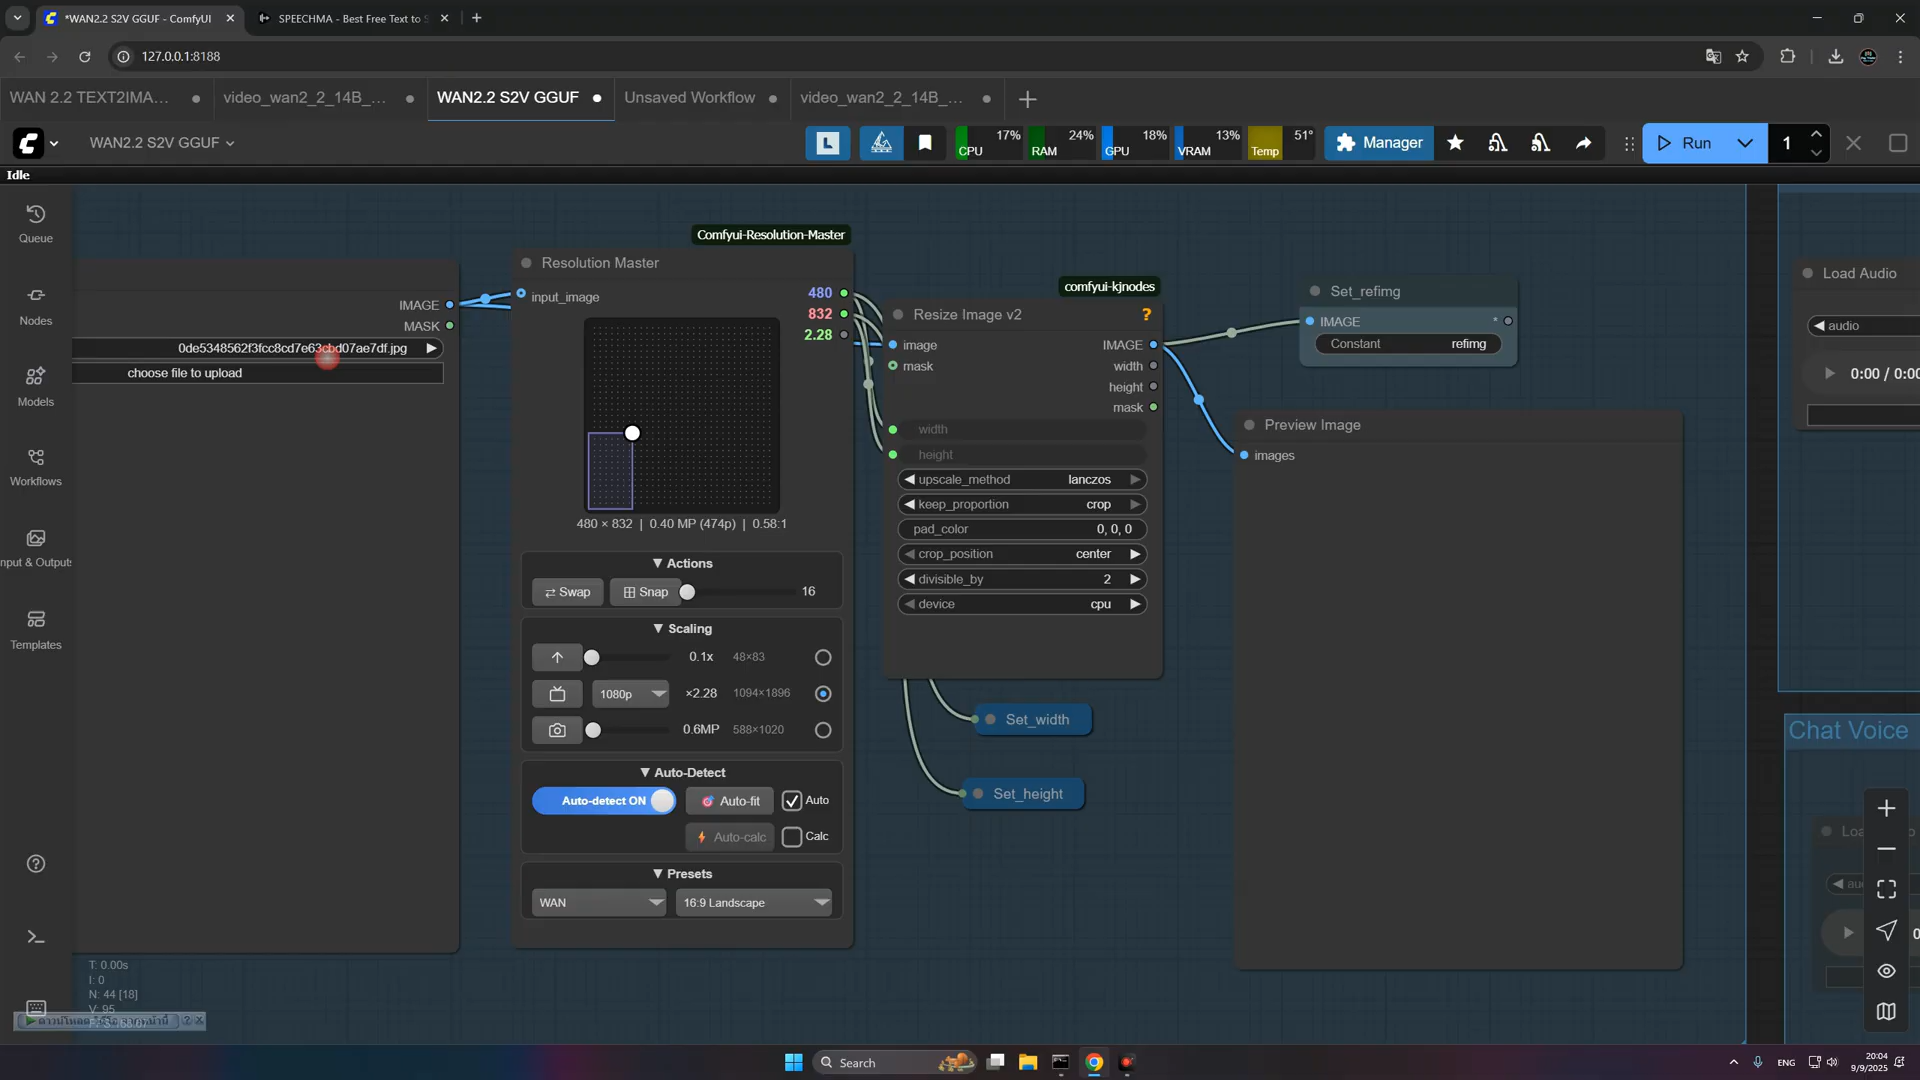 *WAN2.2 S2V GGUF - ComfyUI
SPEECHMA - Best Free Text to S
127.0.0.1:8188
WAN 2.2 TEXT2IMA...
video_wan2_2_14B_...
WAN2.2 S2V GGUF
Unsaved Workflow
video_wan2_2_14B_...
WAN2.2 S2V GGUF
L
CPU 17%
RAM 24%
GPU 18%
VRAM 13%
Temp 51°
Manager
Run
1
Idle
Queue
Nodes
Models
Workflows
nput & Output
Templates
IMAGE
MASK
0de5348562f3fcc8cd7e63cbd07ae7df.jpg
choose file to upload
Comfyui-Resolution-Master
Resolution Master
input_image
480
832
2.28
480 × 832 | 0.40 MP (474p) | 0.58:1
▼ Actions
Swap
Snap
16
▼ Scaling
0.1x 48×83
1080p ×2.28 1094×1896
0.6MP 588×1020
▼ Auto-Detect
Auto-detect ON
Auto-fit
Auto
Auto-calc
Calc
▼ Presets
WAN
16:9 Landscape
comfyui-kjnodes
Resize Image v2
?
image
IMAGE
mask
width
height
mask
width
height
upscale_method lanczos
keep_proportion crop
pad_color 0, 0, 0
crop_position center
divisible_by 2
device cpu
Set_width
Set_height
Set_refimg
IMAGE
*
Constant refimg
Preview Image
images
Load Audio
audio
0:00 / 0:00
Chat Voice
T: 0.00s
I: 0
N: 44 [18]
V: 95
Search
ENG
20:04
9/9/2025